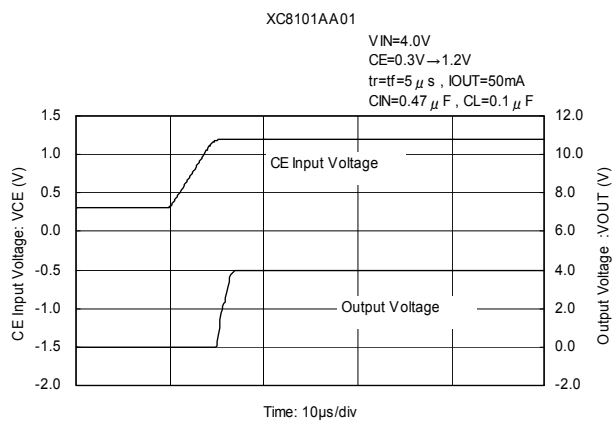 XC8101AA01
VIN=4.0V
CE=0.3V→1.2V
tr=tf=5 μ s , IOUT=50mA
CIN=0.47 μ F , CL=0.1 μ F
1.5
1.0
0.5
0.0
-0.5
-1.0
-1.5
-2.0
CE Input Voltage: VCE (V)
CE Input Voltage
Output Voltage
12.0
10.0
8.0
6.0
4.0
2.0
0.0
-2.0
Output Voltage :VOUT (V)
Time: 10μs/div